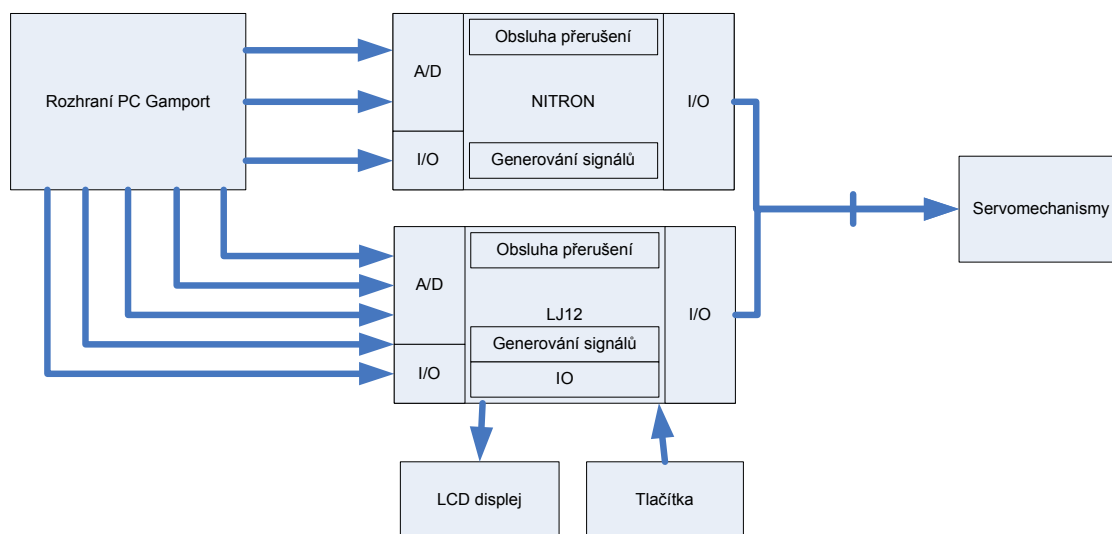 Rozhraní PC Gamport
A/D
I/O
Obsluha přerušení
NITRON
Generování signálů
I/O
A/D
I/O
Obsluha přerušení
LJ12
Generování signálů
IO
I/O
Servomechanismy
LCD displej
Tlačítka